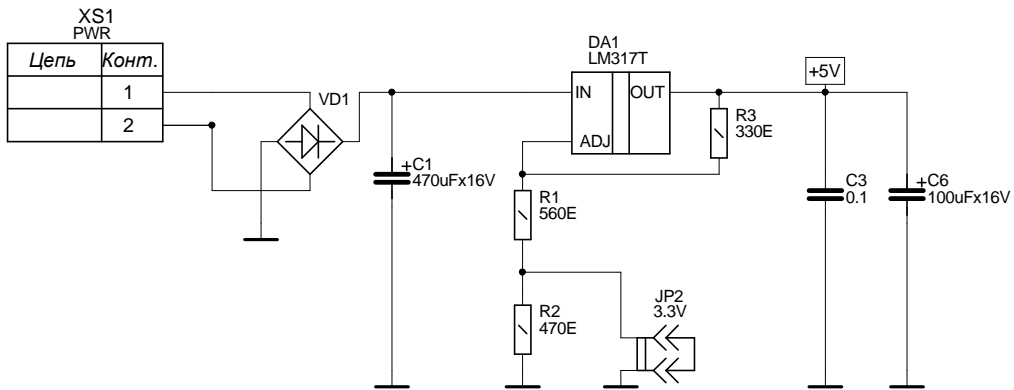 XS1
PWR
Цепь Конт.
1
2
VD1
+C1
470uFx16V
DA1
LM317T
IN OUT
ADJ
R3
330E
+5V
R1
560E
R2
470E
JP2
3.3V
C3
0.1
+C6
100uFx16V